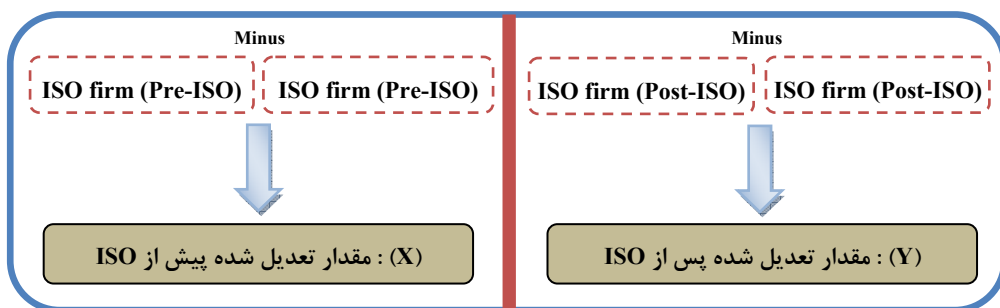 Minus
ISO firm (Pre-ISO)
ISO firm (Pre-ISO)
(X) : مقدار تعدیل شده پیش از ISO
Minus
ISO firm (Post-ISO)
ISO firm (Post-ISO)
(Y) : مقدار تعدیل شده پس از ISO